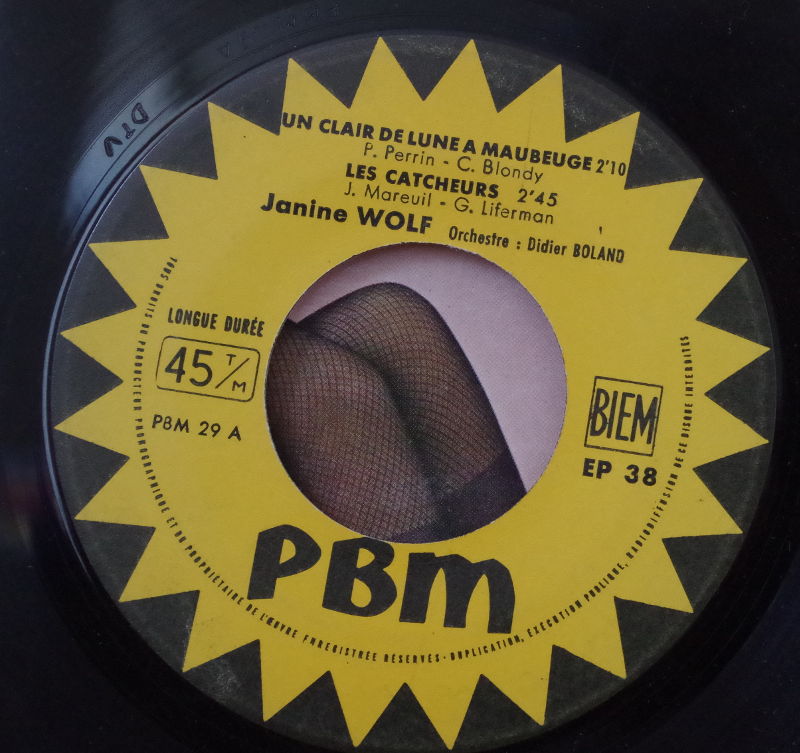 UN CLAIR DE LUNE A MAUBEUGE 2'10
P. Perrin - C. Blondy
LES CATCHEURS 2'45
J. Mareuil - G. Liferman
Janine WOLF Orchestre : Didier BOLAND
LONGUE DURÉE
45 T/M
PBM 29 A
BIEM
EP 38
PBM
TOUS DROITS DU PRODUCTEUR PHONOGRAPHIQUE ET DU PROPRIÉTAIRE DE L'ŒUVRE ENREGISTRÉE RÉSERVÉS - DUPLICATION, EXÉCUTION PUBLIQUE, RADIODIFFUSION DE CE DISQUE INTERDITES
DTV